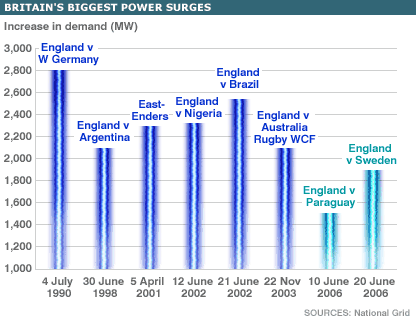 BRITAIN'S BIGGEST POWER SURGES
Increase in demand (MW)
3,000
2,800
2,600
2,400
2,200
2,000
1,800
1,600
1,400
1,200
1,000
England v
W Germany
England v
Argentina
East-
Enders
England
v Nigeria
England
v Brazil
England v
Australia
Rugby WCF
England v
Paraguay
England
v Sweden
4 July
1990
30 June
1998
5 April
2001
12 June
2002
21 June
2002
22 Nov
2003
10 June
2006
20 June
2006
SOURCES: National Grid